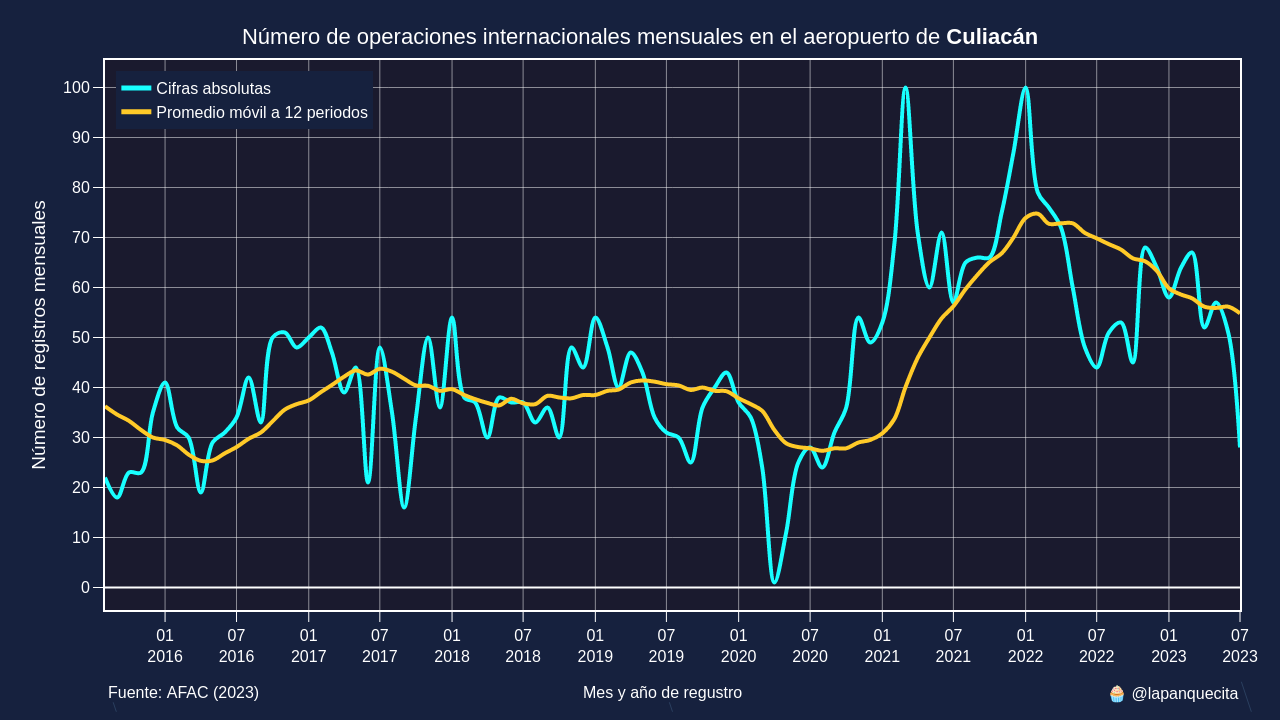 Número de operaciones internacionales mensuales en el aeropuerto de Culiacán
Cifras absolutas
Promedio móvil a 12 periodos
Número de registros mensuales
100
90
80
70
60
50
40
30
20
10
0
01 07 01 07 01 07 01 07 01 07 01 07 01 07 01 07
2016 2016 2017 2017 2018 2018 2019 2019 2020 2020 2021 2021 2022 2022 2023 2023
Fuente: AFAC (2023) Mes y año de regustro 🧁 @lapanquecita